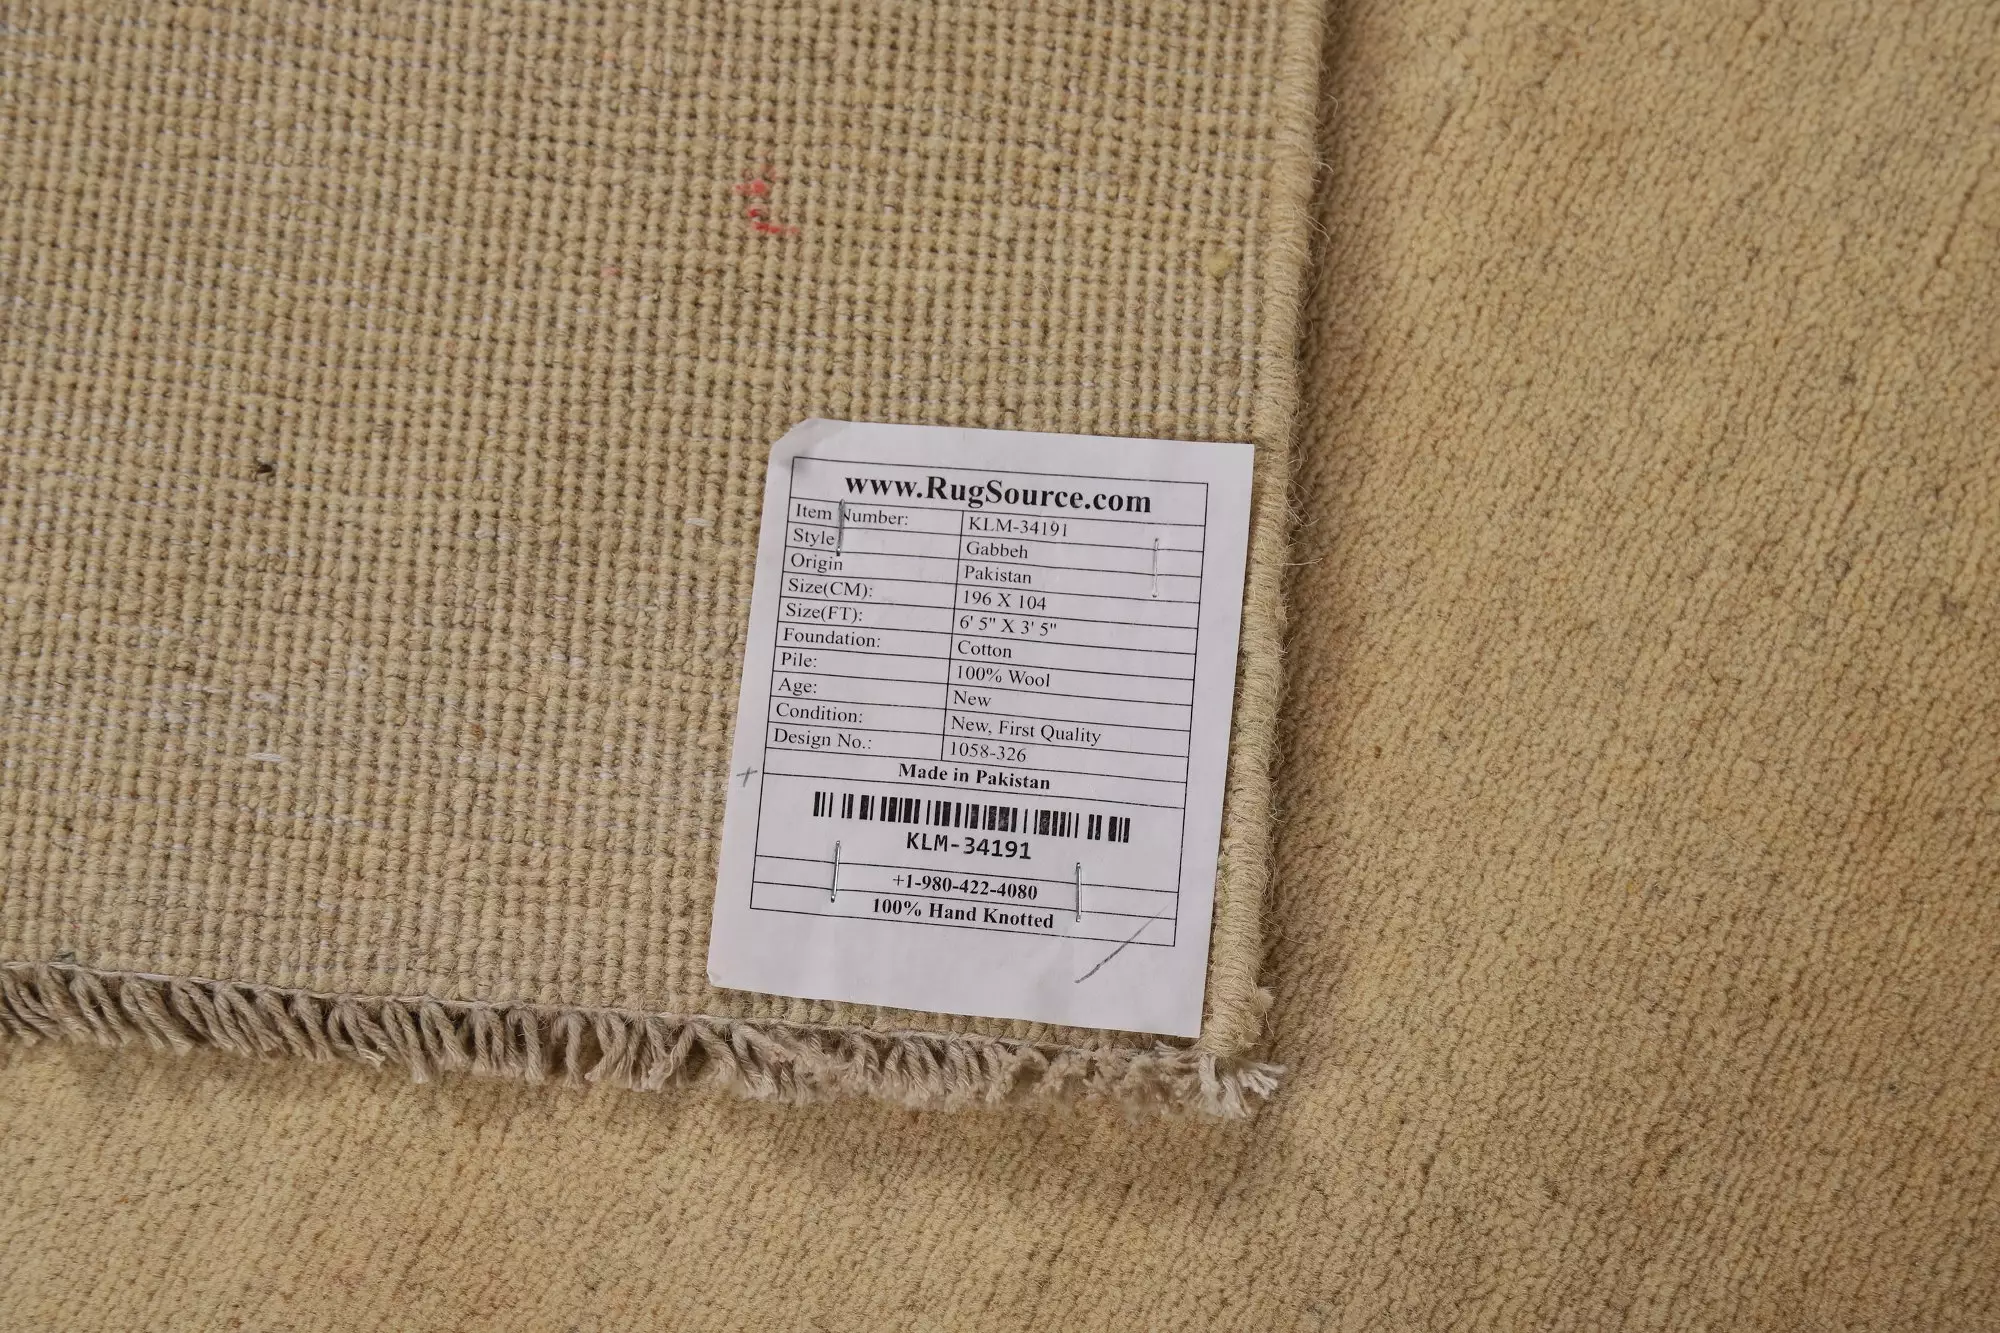 www.RugSource.com
Item Number: KLM-34191
Style Gabbeh
Origin Pakistan
Size(CM): 196 X 104
Size(FT): 6' 5" X 3' 5"
Foundation: Cotton
Pile: 100% Wool
Age: New
Condition: New, First Quality
Design No.: 1058-326
Made in Pakistan
KLM-34191
+1-980-422-4080
100% Hand Knotted